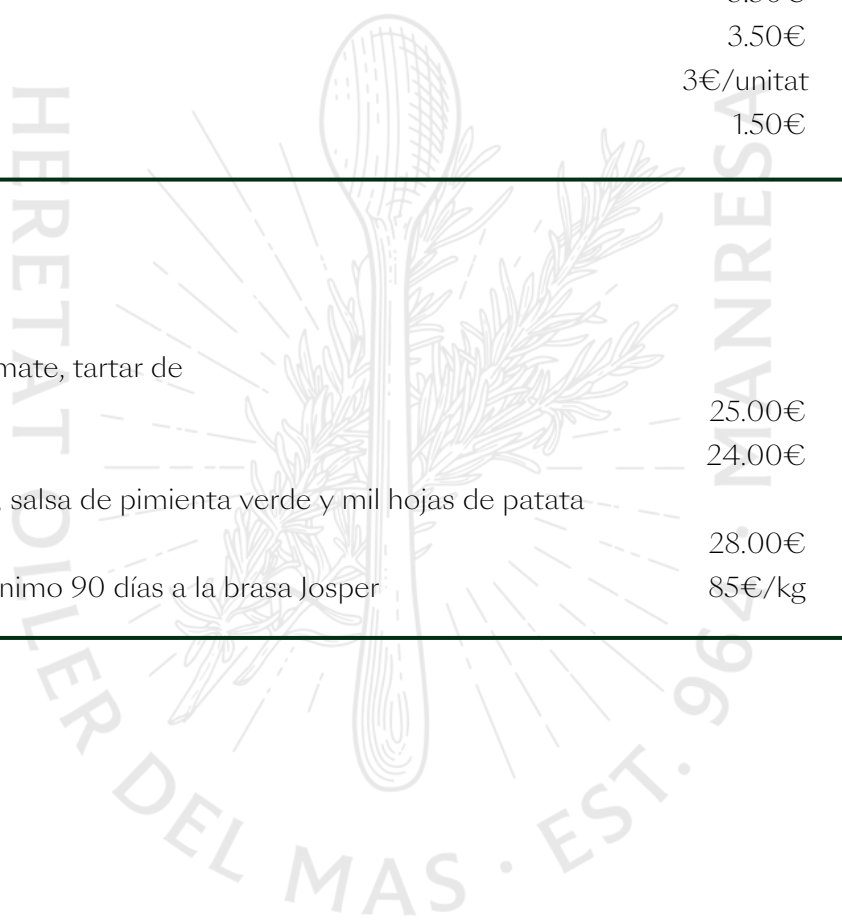 3.50€
3€/unitat
1.50€
mate, tartar de
25.00€
24.00€
, salsa de pimienta verde y mil hojas de patata
28.00€
nimo 90 días a la brasa Josper
85€/kg
HERETAT OLLER DEL MAS · EST. 964 · MANRESA